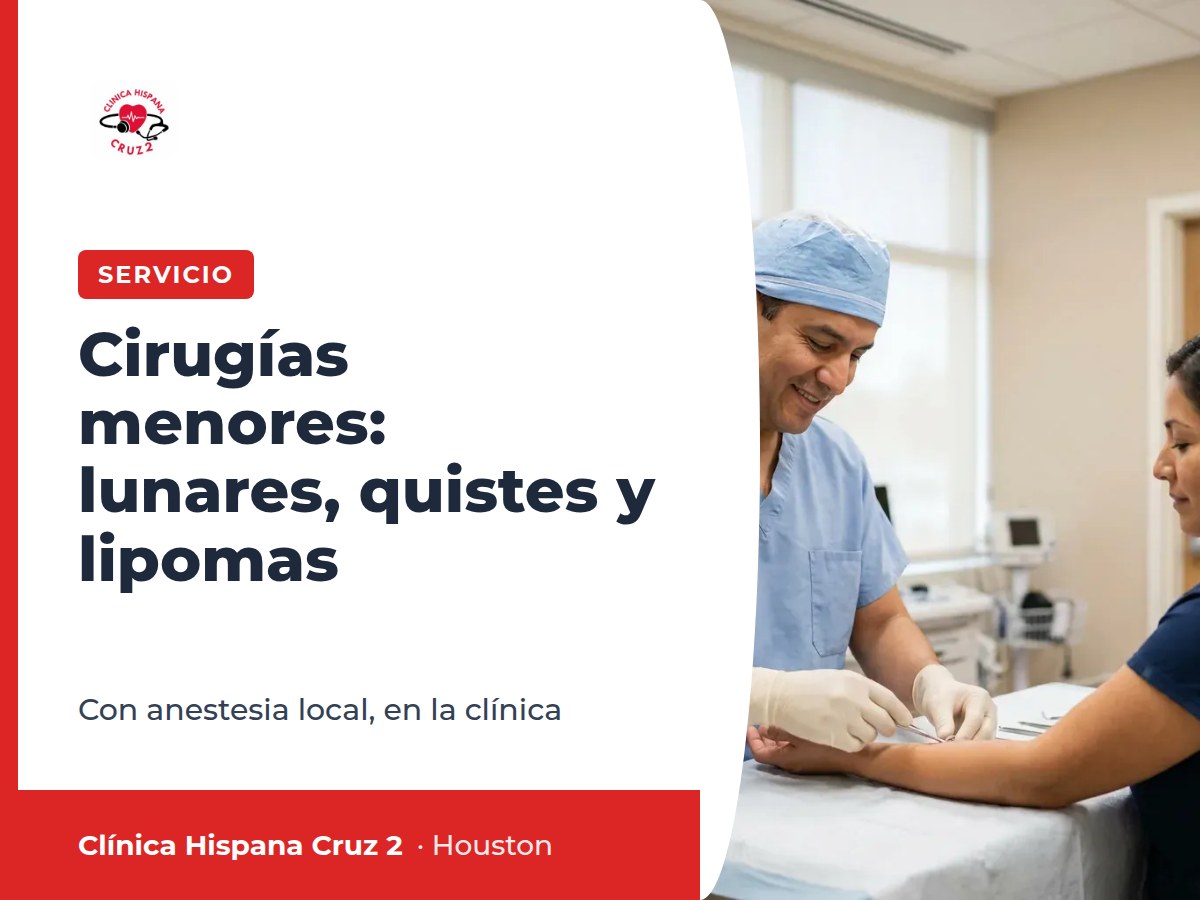 CLINICA HISPANA
CRUZ 2
SERVICIO
Cirugías
menores:
lunares, quistes y
lipomas
Con anestesia local, en la clínica
Clínica Hispana Cruz 2 · Houston